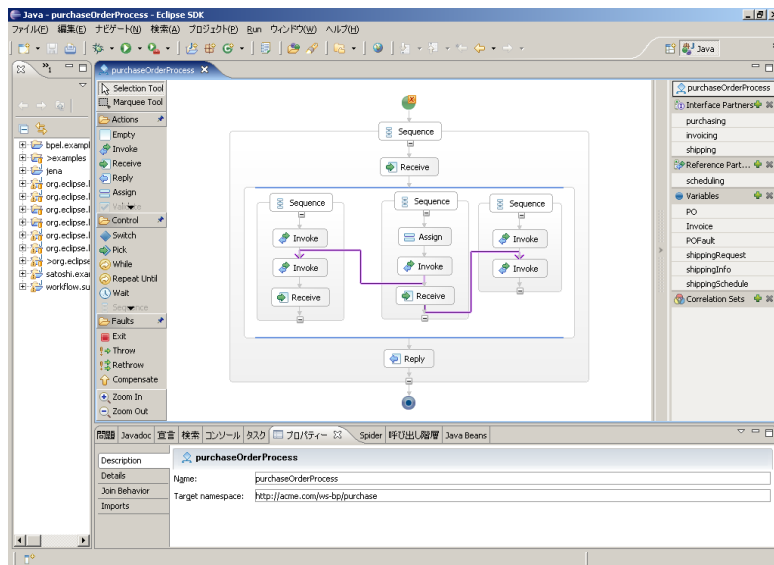 Java - purchaseOrderProcess - Eclipse SDK
ファイル(F) 編集(E) ナビゲート(N) 検索(A) プロジェクト(P) Run ウィンドウ(W) ヘルプ(H)
Java
purchaseOrderProcess
bpel.exampl
>examples
jena
org.eclipse.
org.eclipse.
org.eclipse.
org.eclipse.
org.eclipse.
>org.eclipse
satoshi.exar
workflow.su
Selection Tool
Marquee Tool
Actions
Empty
Invoke
Receive
Reply
Assign
Validate
Control
Switch
Pick
While
Repeat Until
Wait
Sequence
Faults
Exit
Throw
Rethrow
Compensate
Zoom In
Zoom Out
Sequence
Receive
Sequence
Invoke
Invoke
Receive
Sequence
Assign
Invoke
Receive
Sequence
Invoke
Invoke
Reply
purchaseOrderProcess
Interface Partners
purchasing
invoicing
shipping
Reference Part...
scheduling
Variables
PO
Invoice
POFault
shippingRequest
shippingInfo
shippingSchedule
Correlation Sets
問題 Javadoc 宣言 検索 コンソール タスク プロパティー Spider 呼び出し階層 Java Beans
Description
Details
Join Behavior
Imports
purchaseOrderProcess
Name: purchaseOrderProcess
Target namespace: http://acme.com/ws-bp/purchase